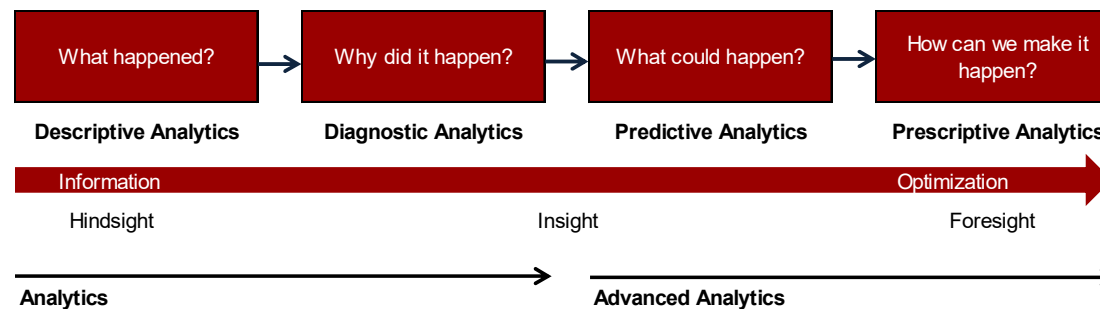 What happened?
Why did it happen?
What could happen?
How can we make it
happen?
Descriptive Analytics
Diagnostic Analytics
Predictive Analytics
Prescriptive Analytics
Information
Optimization
Hindsight
Insight
Foresight
Analytics
Advanced Analytics